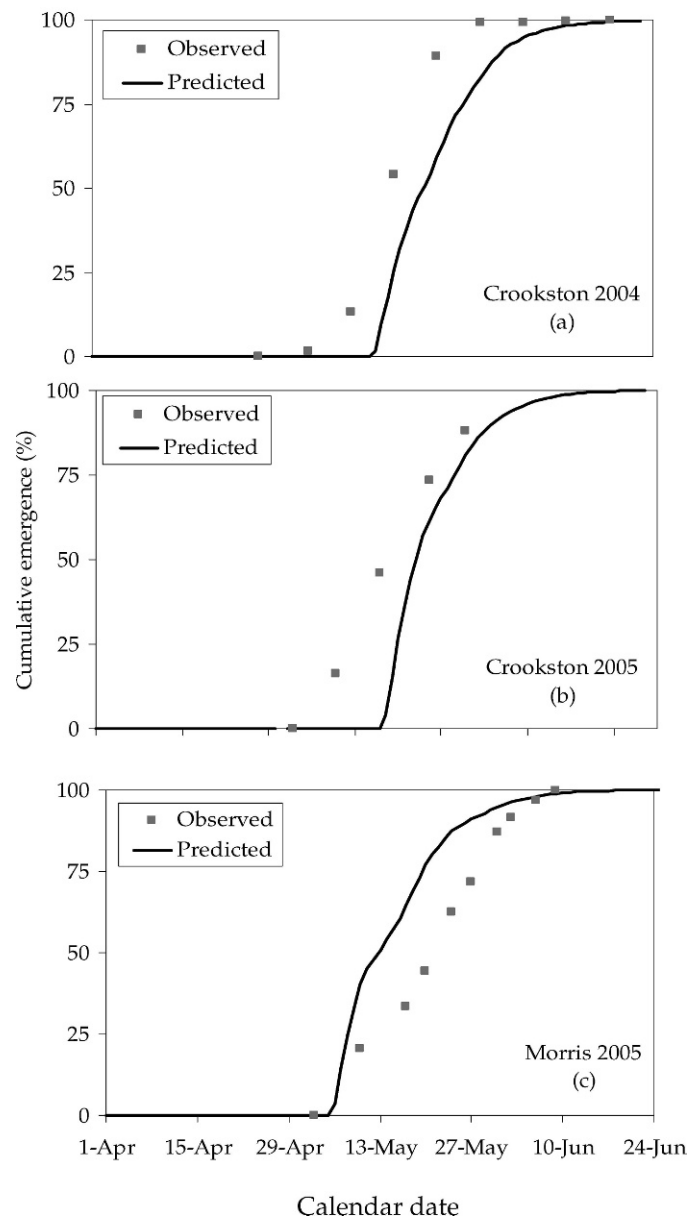 100
75
50
25
0
Observed
Predicted
Crookston 2004
(a)
Cumulative emergence (%)
100
75
50
25
0
Observed
Predicted
Crookston 2005
(b)
100
75
50
25
0
Observed
Predicted
Morris 2005
(c)
1-Apr 15-Apr 29-Apr 13-May 27-May 10-Jun 24-Jun
Calendar date